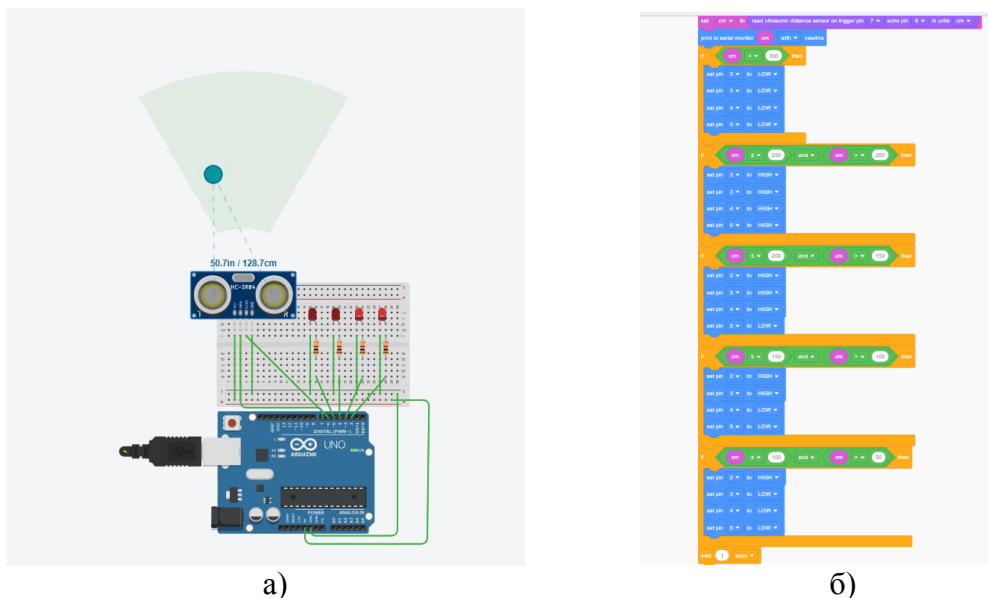 set cm to read ultrasonic distance sensor on trigger pin 7 echo pin 6 in units cm
print to serial monitor cm with newline
if cm 300 then
set pin 2 to LOW
set pin 3 to LOW
set pin 4 to LOW
set pin 5 to LOW
if cm ≤ 250 and cm > 200 then
set pin 2 to HIGH
set pin 3 to HIGH
set pin 4 to HIGH
set pin 5 to HIGH
if cm ≤ 200 and cm > 150 then
set pin 2 to HIGH
set pin 3 to HIGH
set pin 4 to HIGH
set pin 5 to LOW
if cm ≤ 150 and cm > 100 then
set pin 2 to HIGH
set pin 3 to HIGH
set pin 4 to LOW
set pin 5 to LOW
if cm ≤ 100 and cm > 50 then
set pin 2 to HIGH
set pin 3 to LOW
set pin 4 to LOW
set pin 5 to LOW
wait 1 secs
50.7in / 128.7cm
HC-SR04
T R
DIGITAL (PWM~)
UNO
ARDUINO
POWER ANALOG IN
а) б)